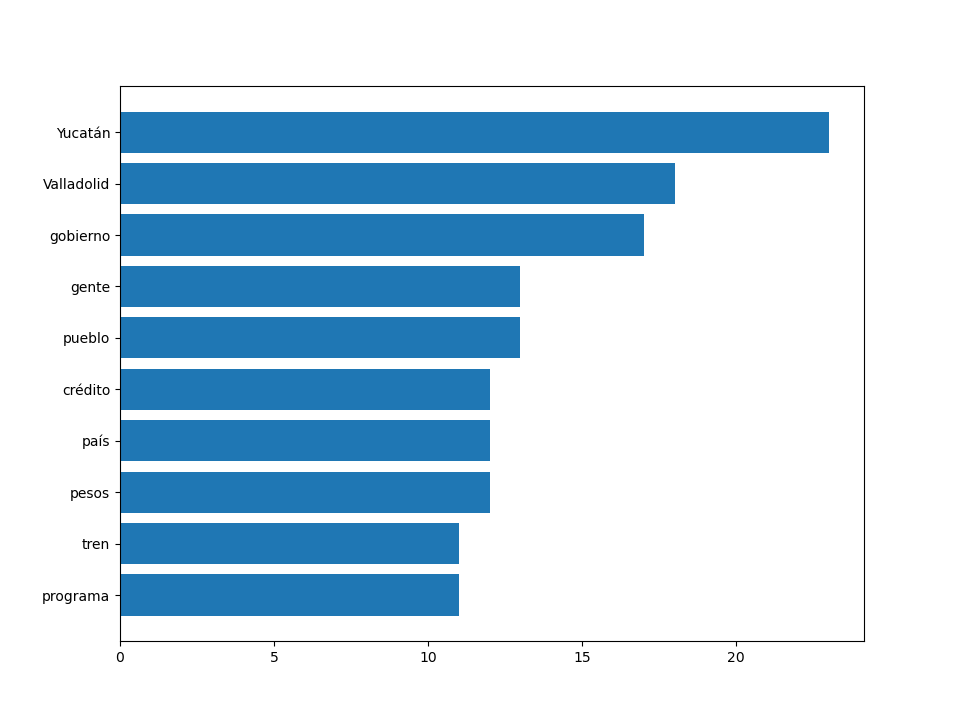 Yucatán
Valladolid
gobierno
gente
pueblo
crédito
país
pesos
tren
programa
0 5 10 15 20